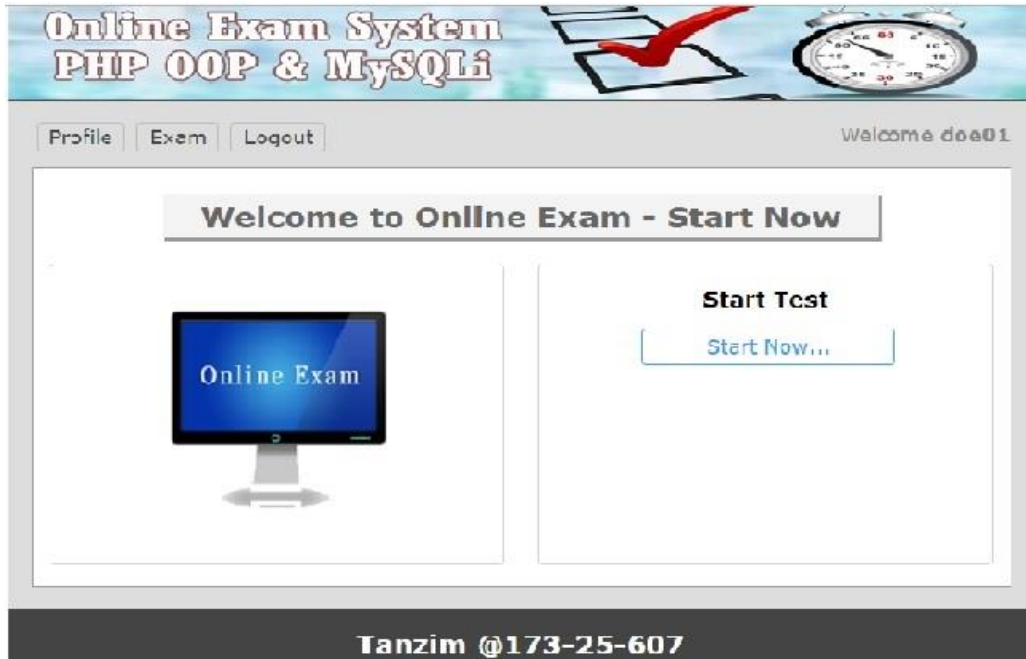 Online Exam System
PHP OOP & MySQLi
Profile Exam Logout
Welcome doe01
Welcome to Online Exam - Start Now
Online Exam
Start Test
Start Now...
Tanzim @173-25-607